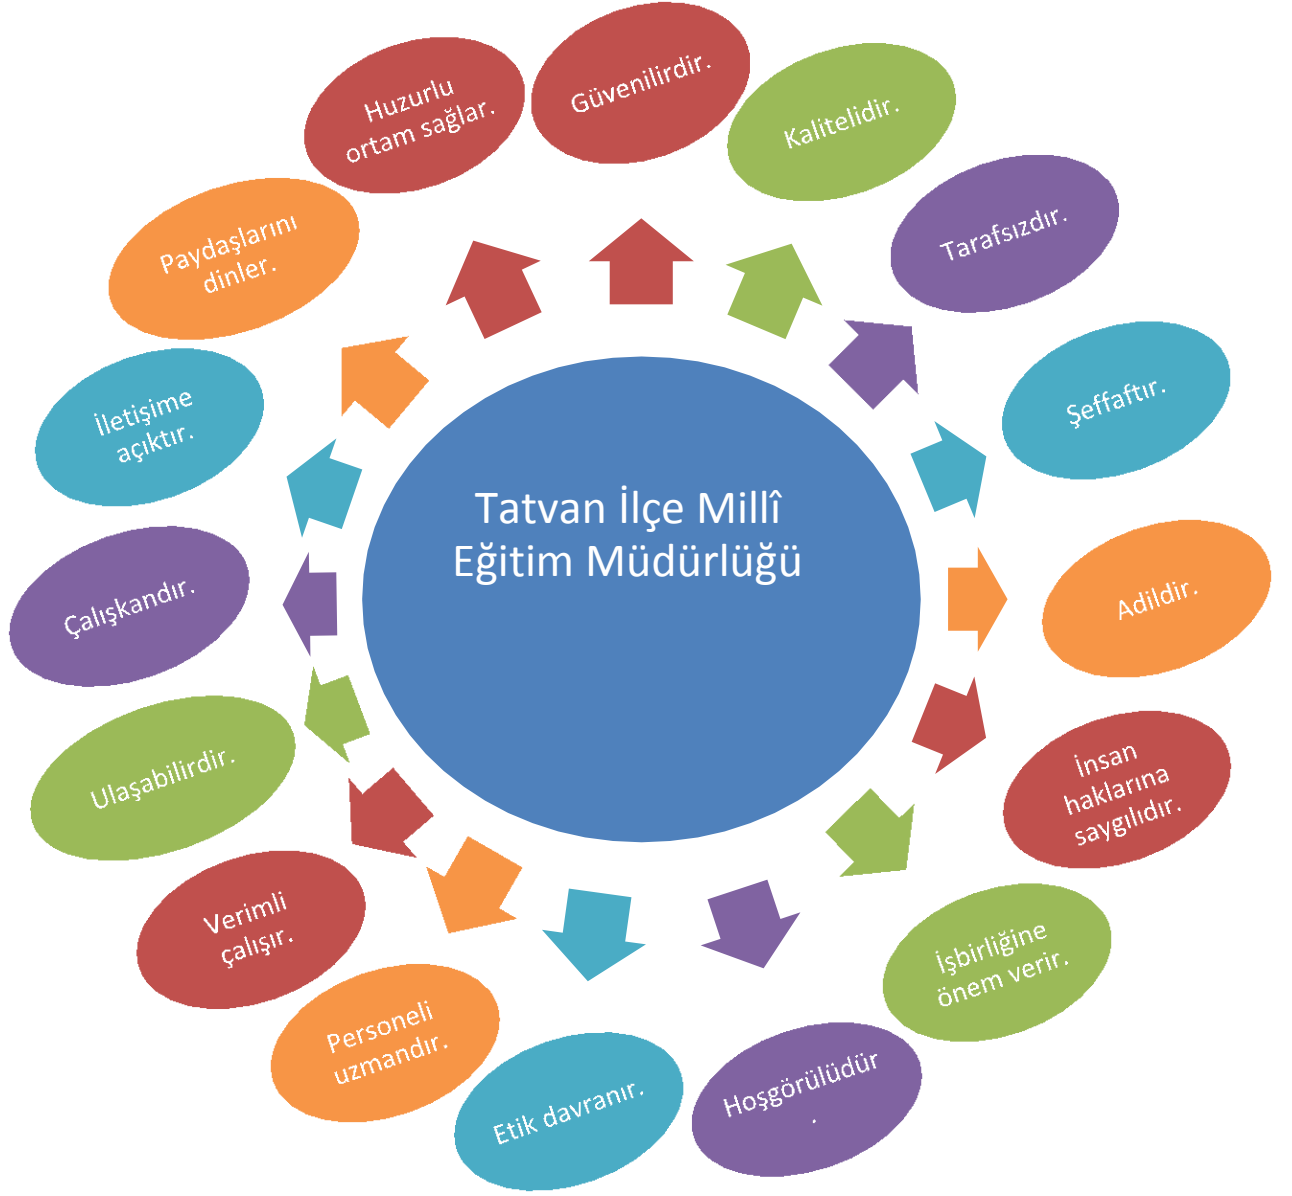 Tatvan İlçe Millî
Eğitim Müdürlüğü
Güvenilirdir.
Kalitelidir.
Tarafsızdır.
Şeffaftır.
Adildir.
İnsan
haklarına
saygılıdır.
İşbirliğine
önem verir.
Hoşgörülüdür
.
Etik davranır.
Personeli
uzmandır.
Verimli
çalışır.
Ulaşabilirdir.
Çalışkandır.
İletişime
açıktır.
Paydaşlarını
dinler.
Huzurlu
ortam sağlar.